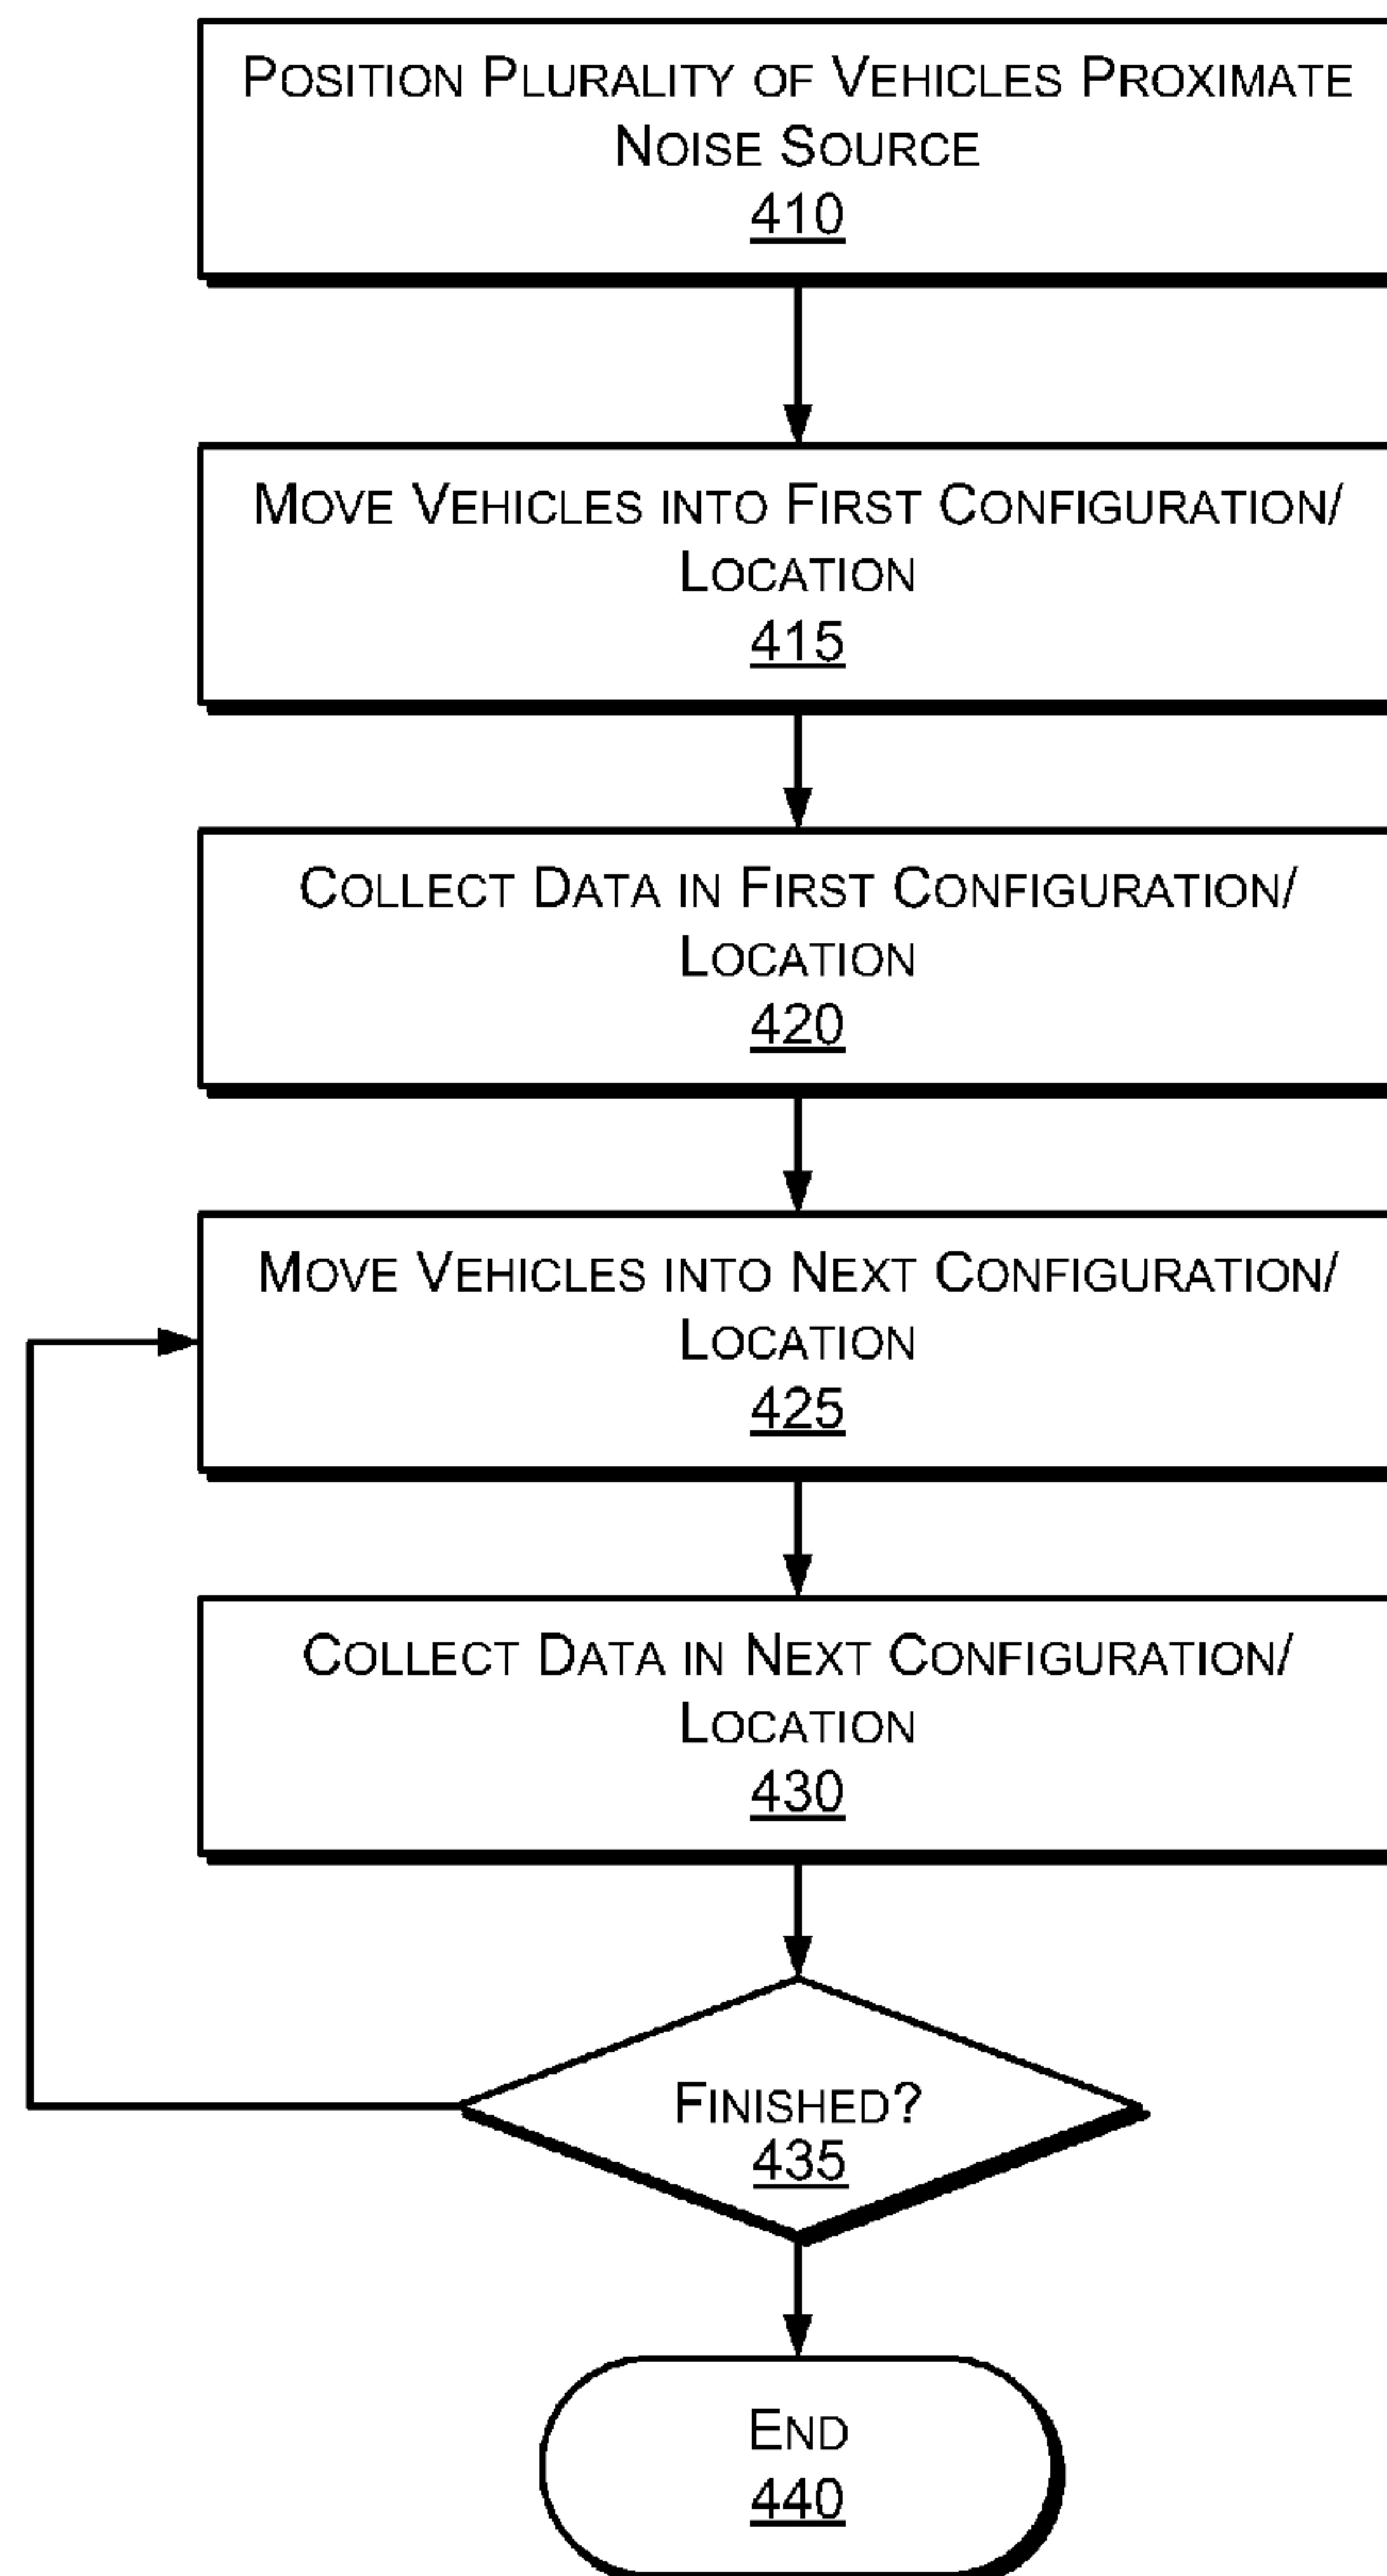 POSITION PLURALITY OF VEHICLES PROXIMATE
NOISE SOURCE
410
MOVE VEHICLES INTO FIRST CONFIGURATION/
LOCATION
415
COLLECT DATA IN FIRST CONFIGURATION/
LOCATION
420
MOVE VEHICLES INTO NEXT CONFIGURATION/
LOCATION
425
COLLECT DATA IN NEXT CONFIGURATION/
LOCATION
430
FINISHED?
435
END
440